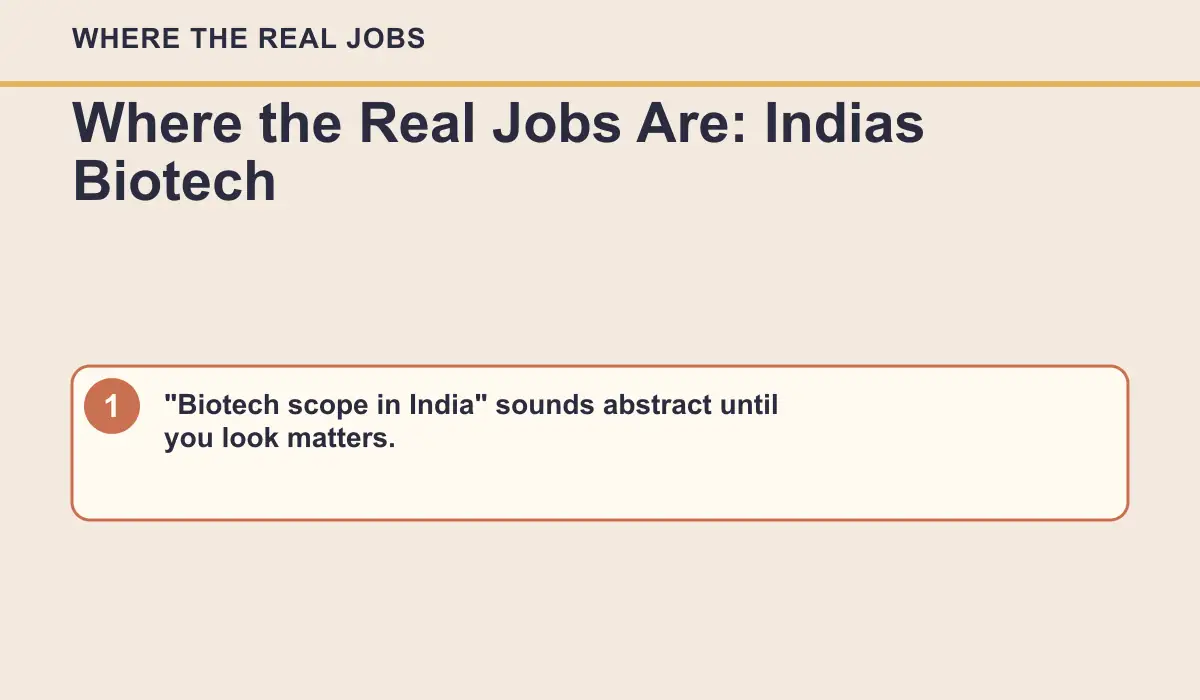 WHERE THE REAL JOBS
Where the Real Jobs Are: Indias
Biotech
1
"Biotech scope in India" sounds abstract until
you look matters.